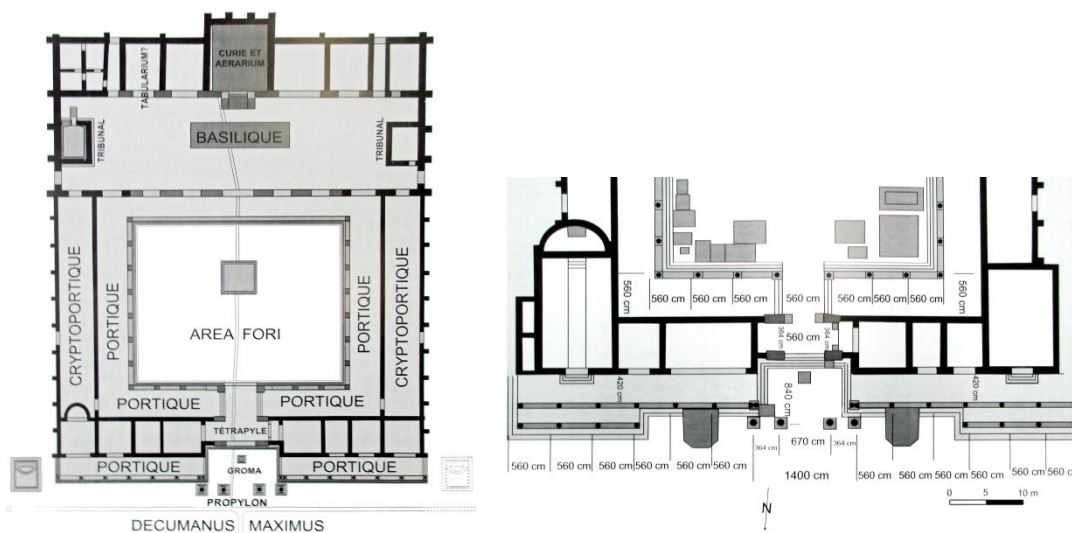 CURIE ET
AERARIUM
TABULARIUM?
BASILIQUE
TRIBUNAL
TRIBUNAL
CRYPTOPORTIQUE
PORTIQUE
AREA FORI
PORTIQUE
CRYPTOPORTIQUE
PORTIQUE
PORTIQUE
TÉTRAPYLE
PORTIQUE
GROMA
PORTIQUE
PROPYLON
DECUMANUS MAXIMUS
560 cm
560 cm
560 cm 560 cm 560 cm
560 cm
560 cm 560 cm 560 cm
364 cm
560 cm
364 cm
420 cm
840 cm
420 cm
364 cm
670 cm
364 cm
560 cm 560 cm 560 cm 560 cm 560 cm 560 cm
1400 cm
560 cm 560 cm 560 cm 560 cm 560 cm 560 cm
0 5 10 m
N